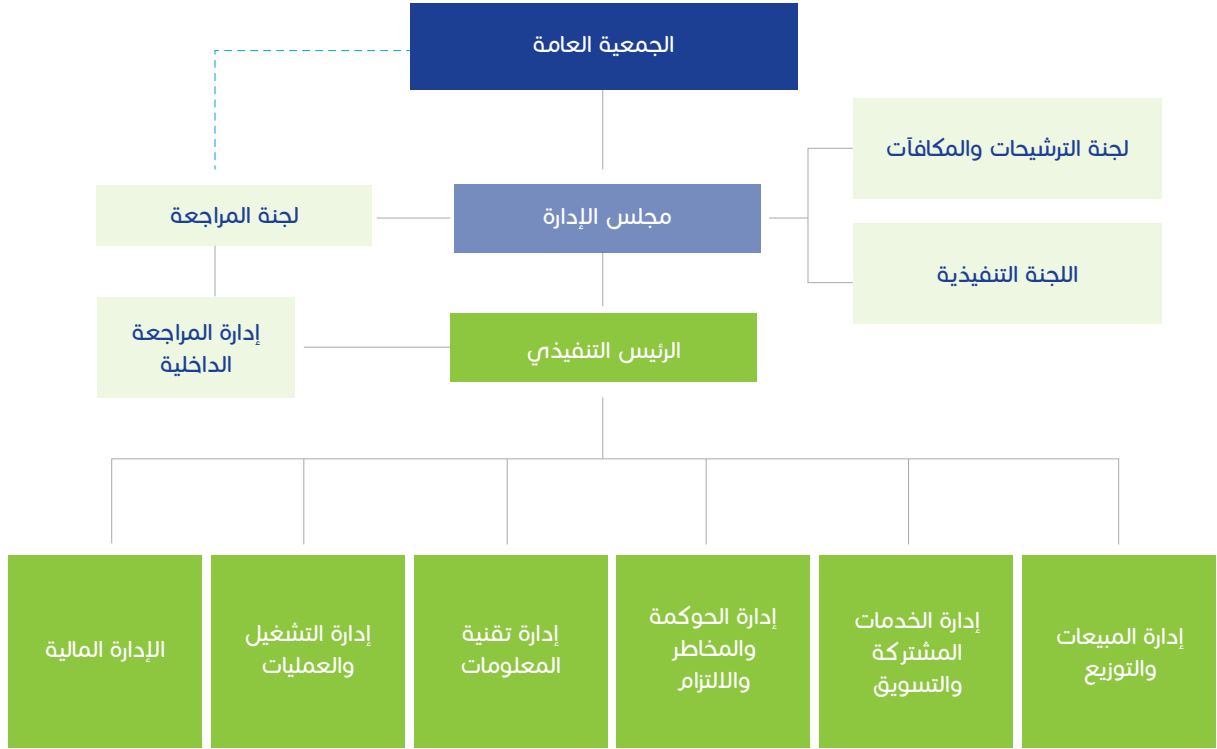 الجمعية العامة
لجنة الترشيحات والمكافآت
مجلس الإدارة
لجنة المراجعة
اللجنة التنفيذية
الرئيس التنفيذي
إدارة المراجعة
الداخلية
إدارة المبيعات
والتوزيع
إدارة الخدمات
المشتركة
والتسويق
إدارة الحوكمة
والمخاطر
والالتزام
إدارة تقنية
المعلومات
إدارة التشغيل
والعمليات
الإدارة المالية